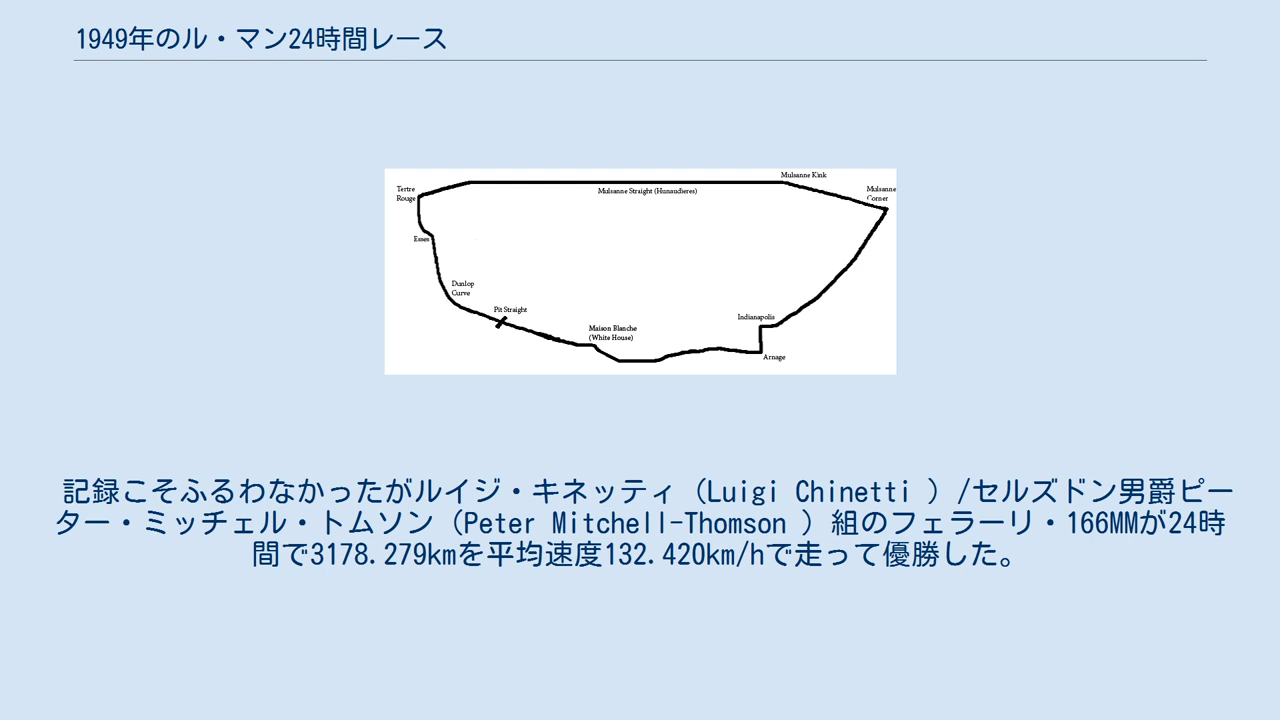 1949年のル・マン24時間レース
Mulsanne Kink
Tertre
Rouge
Mulsanne Straight (Hunaudieres)
Mulsanne
Corner
Esses
Dunlop
Curve
Pit Straight
Indianapolis
Maison Blanche
(White House)
Arnage
記録こそふるわなかったがルイジ・キネッティ（Luigi Chinetti ）/セルズドン男爵ピー
ター・ミッチェル・トムソン（Peter Mitchell-Thomson ）組のフェラーリ・166MMが24時
間で3178.279kmを平均速度132.420km/hで走って優勝した。